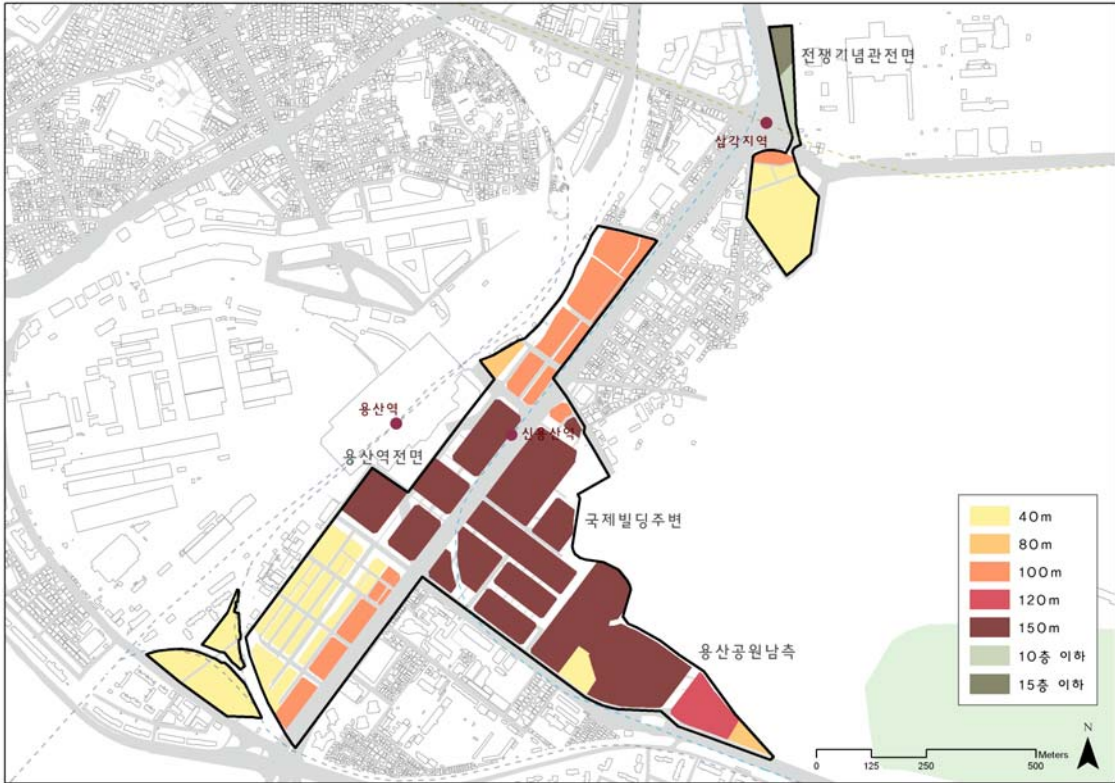 전쟁기념관전면
삼각지역
용산역
신용산역
용산역전면
국제빌딩주변
용산공원남측
40m
80m
100m
120m
150m
10층 이하
15층 이하
N
Meters
0 125 250 500